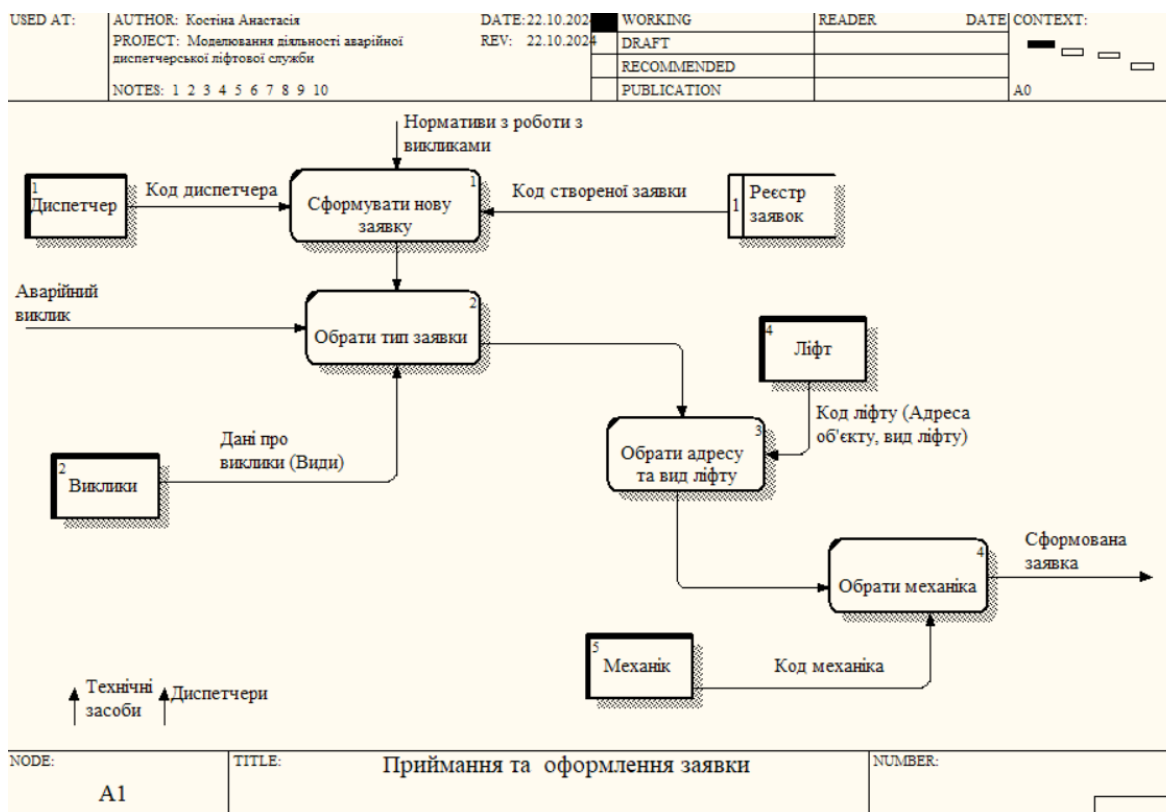 USED AT:
AUTHOR: Костіна Анастасія
DATE: 22.10.2024
PROJECT: Моделювання діяльності аварійної
диспетчерської ліфтової служби
REV: 22.10.2024
NOTES: 1 2 3 4 5 6 7 8 9 10
WORKING
DRAFT
RECOMMENDED
PUBLICATION
READER
DATE
CONTEXT:
A0
Нормативи з роботи з
викликами
1
Диспетчер
Код диспетчера
1
Сформувати нову
заявку
Код створеної заявки
1
Реєстр
заявок
Аварійний
виклик
2
Обрати тип заявки
4
Ліфт
Код ліфту (Адреса
об'єкту, вид ліфту)
3
Обрати адресу
та вид ліфту
Дані про
виклики (Види)
2
Виклики
4
Обрати механіка
Сформована
заявка
5
Механік
Код механіка
Технічні
засоби
Диспетчери
NODE:
A1
TITLE:
Приймання та оформлення заявки
NUMBER: